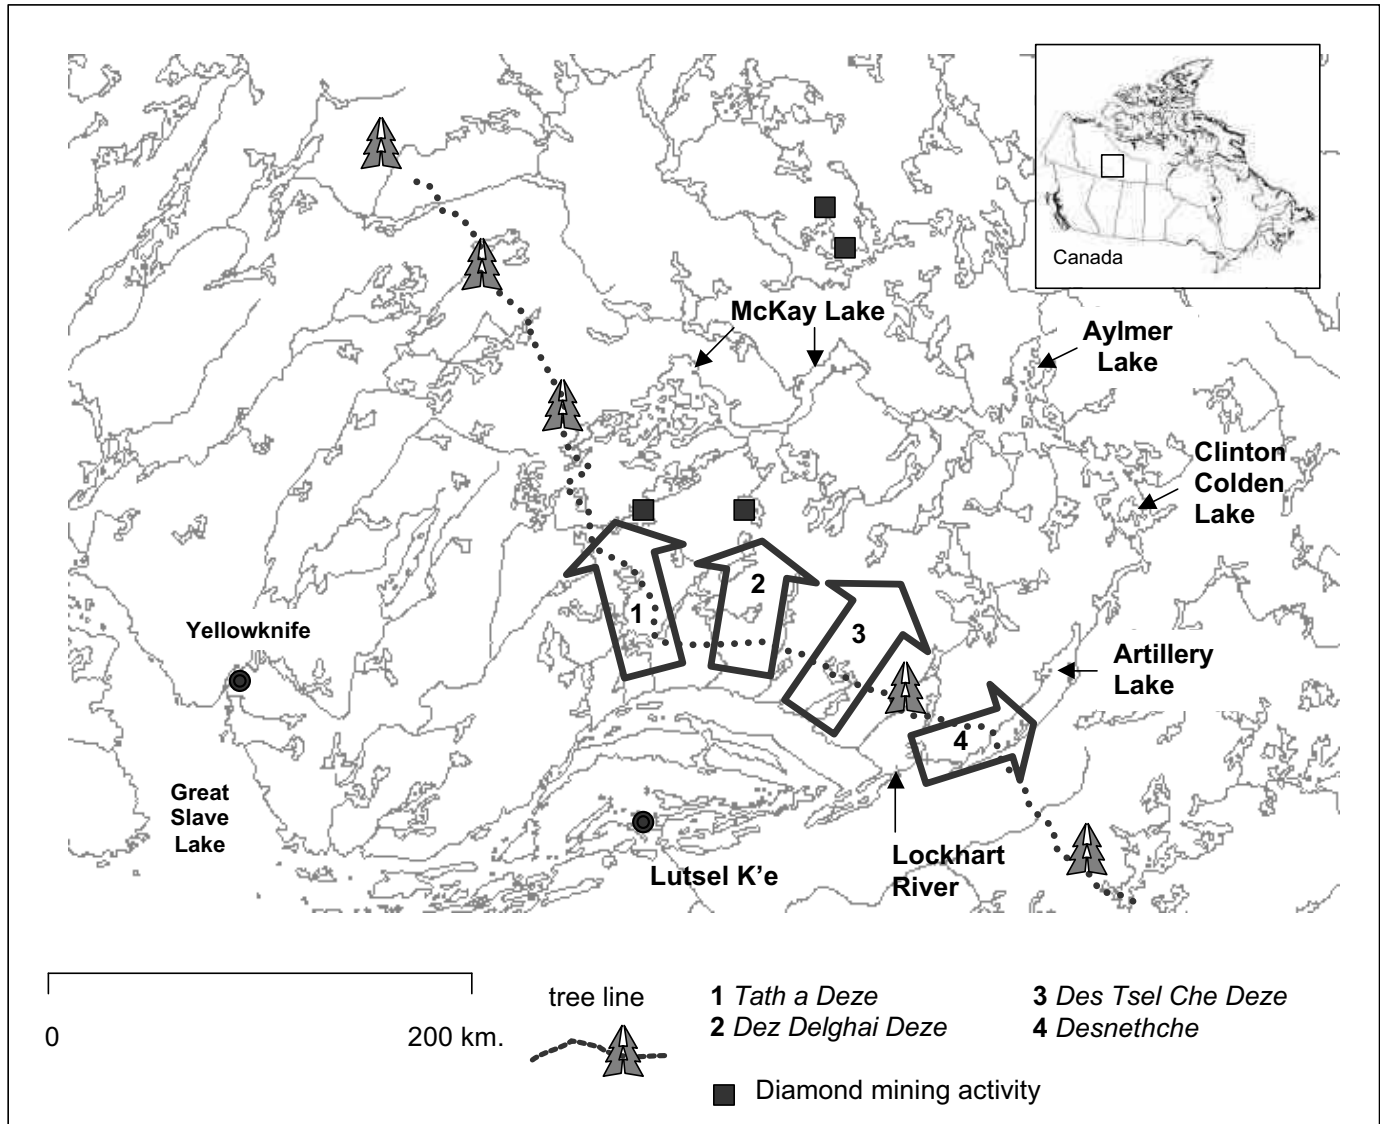 Canada
McKay Lake
Aylmer
Lake
Clinton
Colden
Lake
1
2
3
4
Yellowknife
Artillery
Lake
Great
Slave
Lake
Lutsel K'e
Lockhart
River
0
200 km.
tree line
1 Tath a Deze
2 Dez Delghai Deze
3 Des Tsel Che Deze
4 Desnethche
Diamond mining activity